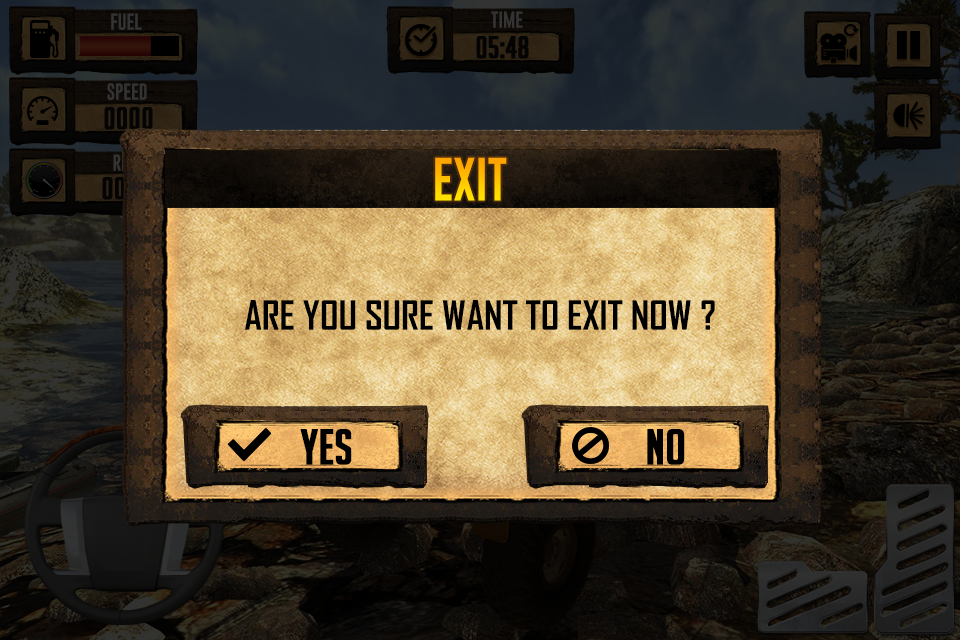 FUEL
TIME
05:48
SPEED
0000
EXIT
ARE YOU SURE WANT TO EXIT NOW ?
YES
NO